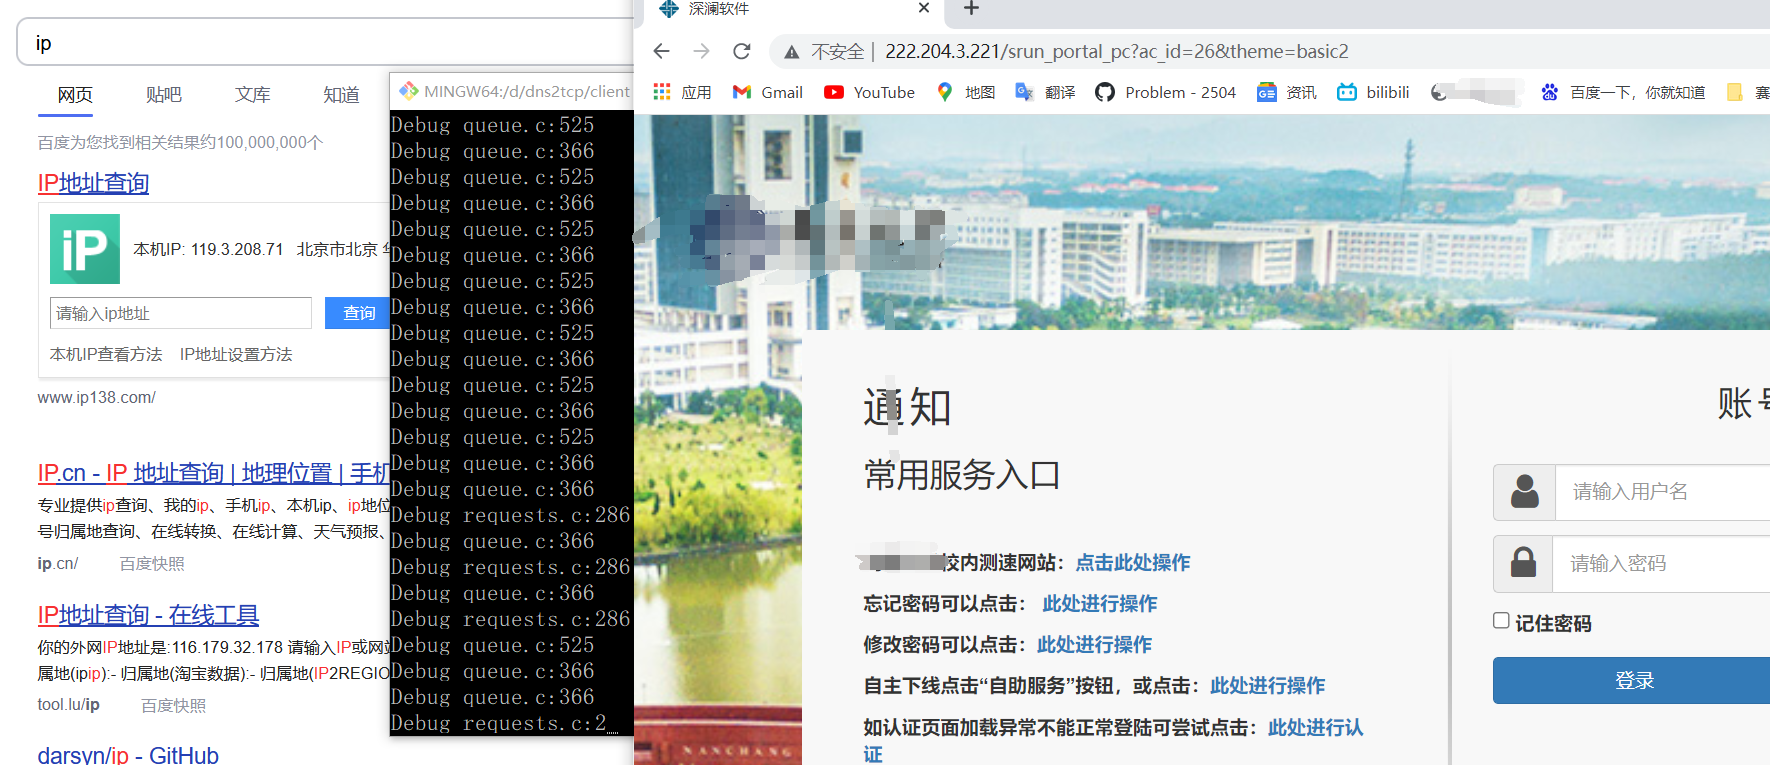 ip
网页
贴吧
文库
知道
百度为您找到相关结果约100,000,000个
IP地址查询
iP
本机IP: 119.3.208.71 北京市北京
请输入ip地址
查询
本机IP查看方法 IP地址设置方法
www.ip138.com/
IP.cn - IP 地址查询 | 地理位置 | 手机
专业提供ip查询、我的ip、手机ip、本机ip、ip地
号归属地查询、在线转换、在线计算、天气预报、
ip.cn/ 百度快照
IP地址查询 - 在线工具
你的外网IP地址是:116.179.32.178 请输入IP或网
属地(ipip):- 归属地(淘宝数据):- 归属地(IP2REGIO
tool.lu/ip 百度快照
darsyn/ip - GitHub
MINGW64:/d/dns2tcp/client
Debug queue.c:525
Debug queue.c:366
Debug queue.c:525
Debug queue.c:366
Debug queue.c:525
Debug queue.c:366
Debug queue.c:525
Debug queue.c:366
Debug queue.c:525
Debug queue.c:366
Debug queue.c:525
Debug queue.c:366
Debug queue.c:525
Debug queue.c:366
Debug queue.c:366
Debug requests.c:286
Debug queue.c:366
Debug requests.c:286
Debug queue.c:366
Debug requests.c:286
Debug queue.c:525
Debug queue.c:366
Debug queue.c:366
Debug requests.c:2
深澜软件
不安全 | 222.204.3.221/srun_portal_pc?ac_id=26&theme=basic2
应用 Gmail YouTube 地图 翻译 Problem - 2504 资讯 bilibili 百度一下，你就知道 赛
通知
常用服务入口
校内测速网站：点击此处操作
忘记密码可以点击： 此处进行操作
修改密码可以点击：此处进行操作
自主下线点击“自助服务”按钮，或点击：此处进行操作
如认证页面加载异常不能正常登陆可尝试点击：此处进行认
证
账号
请输入用户名
请输入密码
记住密码
登录
NANCHANG